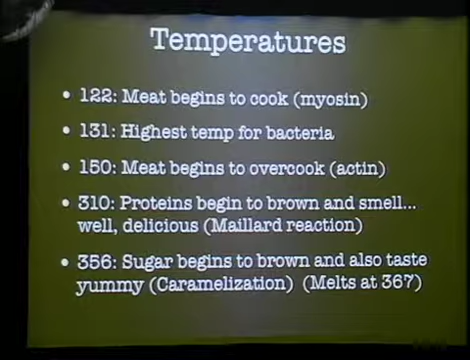 Temperatures
• 122: Meat begins to cook (myosin)
• 131: Highest temp for bacteria
• 150: Meat begins to overcook (actin)
• 310: Proteins begin to brown and smell...
well, delicious (Maillard reaction)
• 356: Sugar begins to brown and also taste
yummy (Caramelization) (Melts at 367)